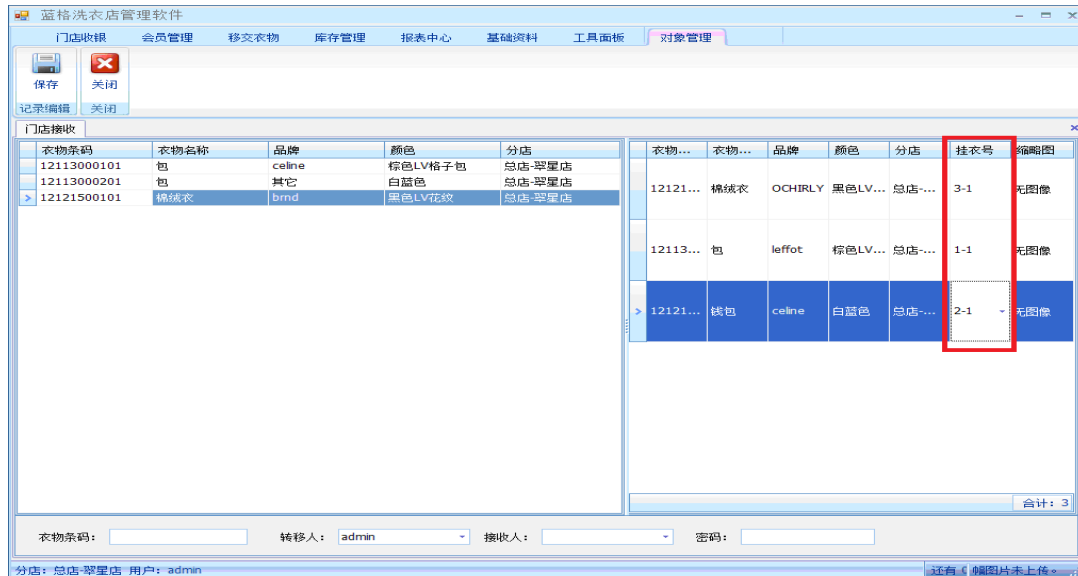 蓝格洗衣店管理软件
门店收银 会员管理 移交衣物 库存管理 报表中心 基础资料 工具面板 对象管理
保存 关闭
记录编辑 关闭
门店接收
衣物条码 衣物名称 品牌 颜色 分店
12113000101 包 celine 棕色LV格子包 总店-翠星店
12113000201 包 其它 白蓝色 总店-翠星店
12121500101 棉绒衣 brnd 黑色LV花纹 总店-翠星店
衣物... 衣物... 品牌 颜色 分店 挂衣号 缩略图
12121... 棉绒衣 OCHIRLY 黑色LV... 总店-... 3-1 无图像
12113... 包 leffot 棕色LV... 总店-... 1-1 无图像
12121... 钱包 celine 白蓝色 总店-... 2-1 无图像
合计: 3
衣物条码: 转移人: admin 接收人: 密码:
分店: 总店-翠星店 用户: admin
还有 幅图片未上传。